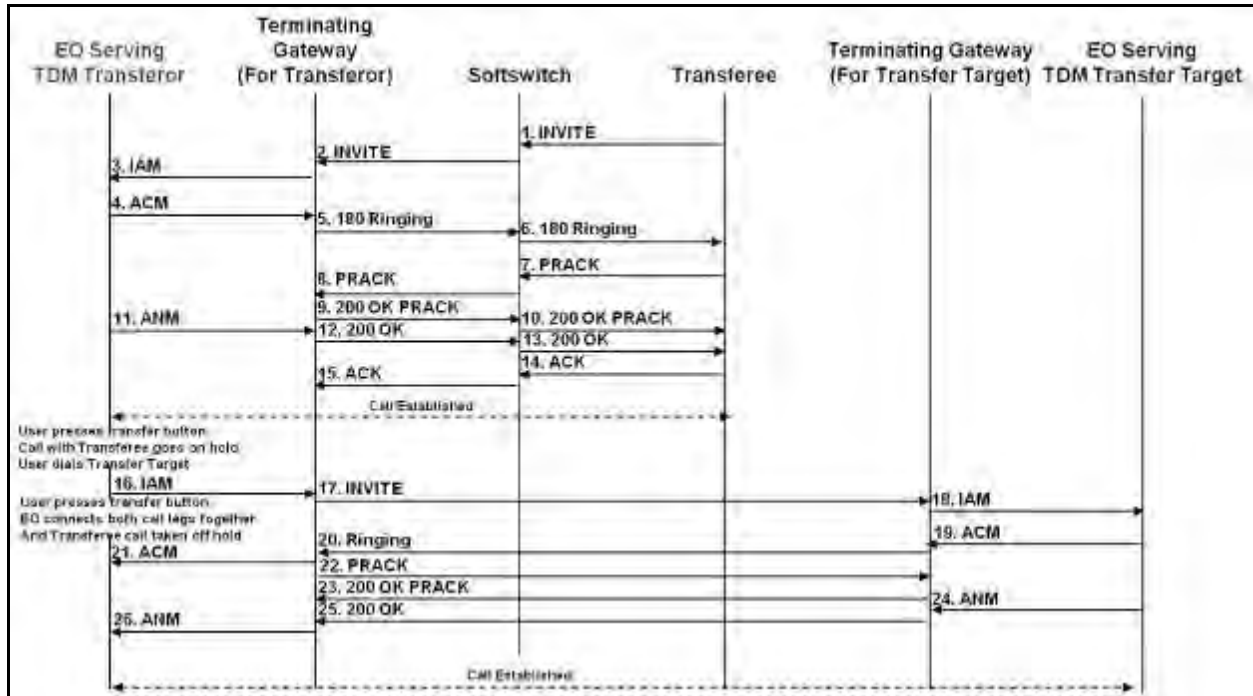 EO Serving
TDM Transferor
Terminating
Gateway
(For Transferor)
Softswitch
Transferee
Terminating Gateway
(For Transfer Target)
EO Serving
TDM Transfer Target
1. INVITE
2. INVITE
3. IAM
4. ACM
5. 180 Ringing
6. 180 Ringing
7. PRACK
8. PRACK
9. 200 OK PRACK
10. 200 OK PRACK
11. ANM
12. 200 OK
13. 200 OK
14. ACK
15. ACK
Call Established
User presses transfer button
Call with Transferee goes on hold
User dials Transfer Target
16. IAM
17. INVITE
18. IAM
User presses transfer button
EO connects both call legs together
And Transferee call taken off hold
19. ACM
20. Ringing
21. ACM
22. PRACK
23. 200 OK PRACK
24. ANM
25. 200 OK
26. ANM
Call Established